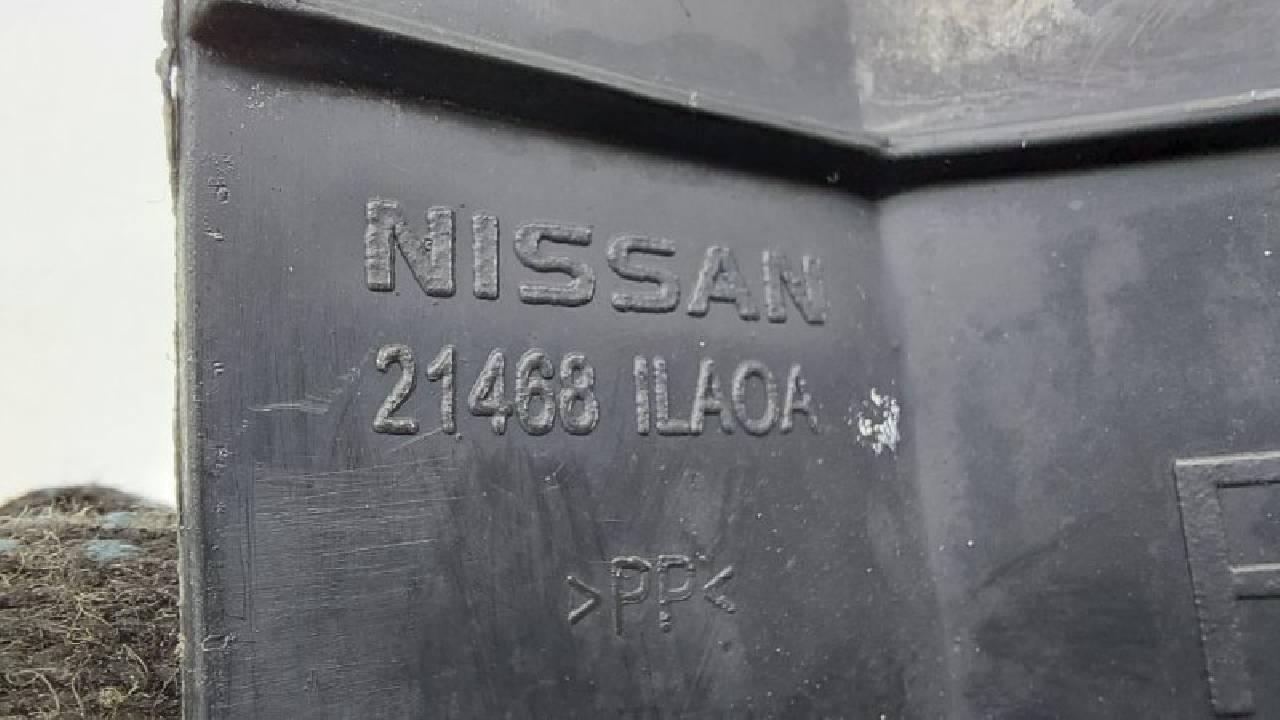 NISSAN
21468 1LA0A
>PP<
R